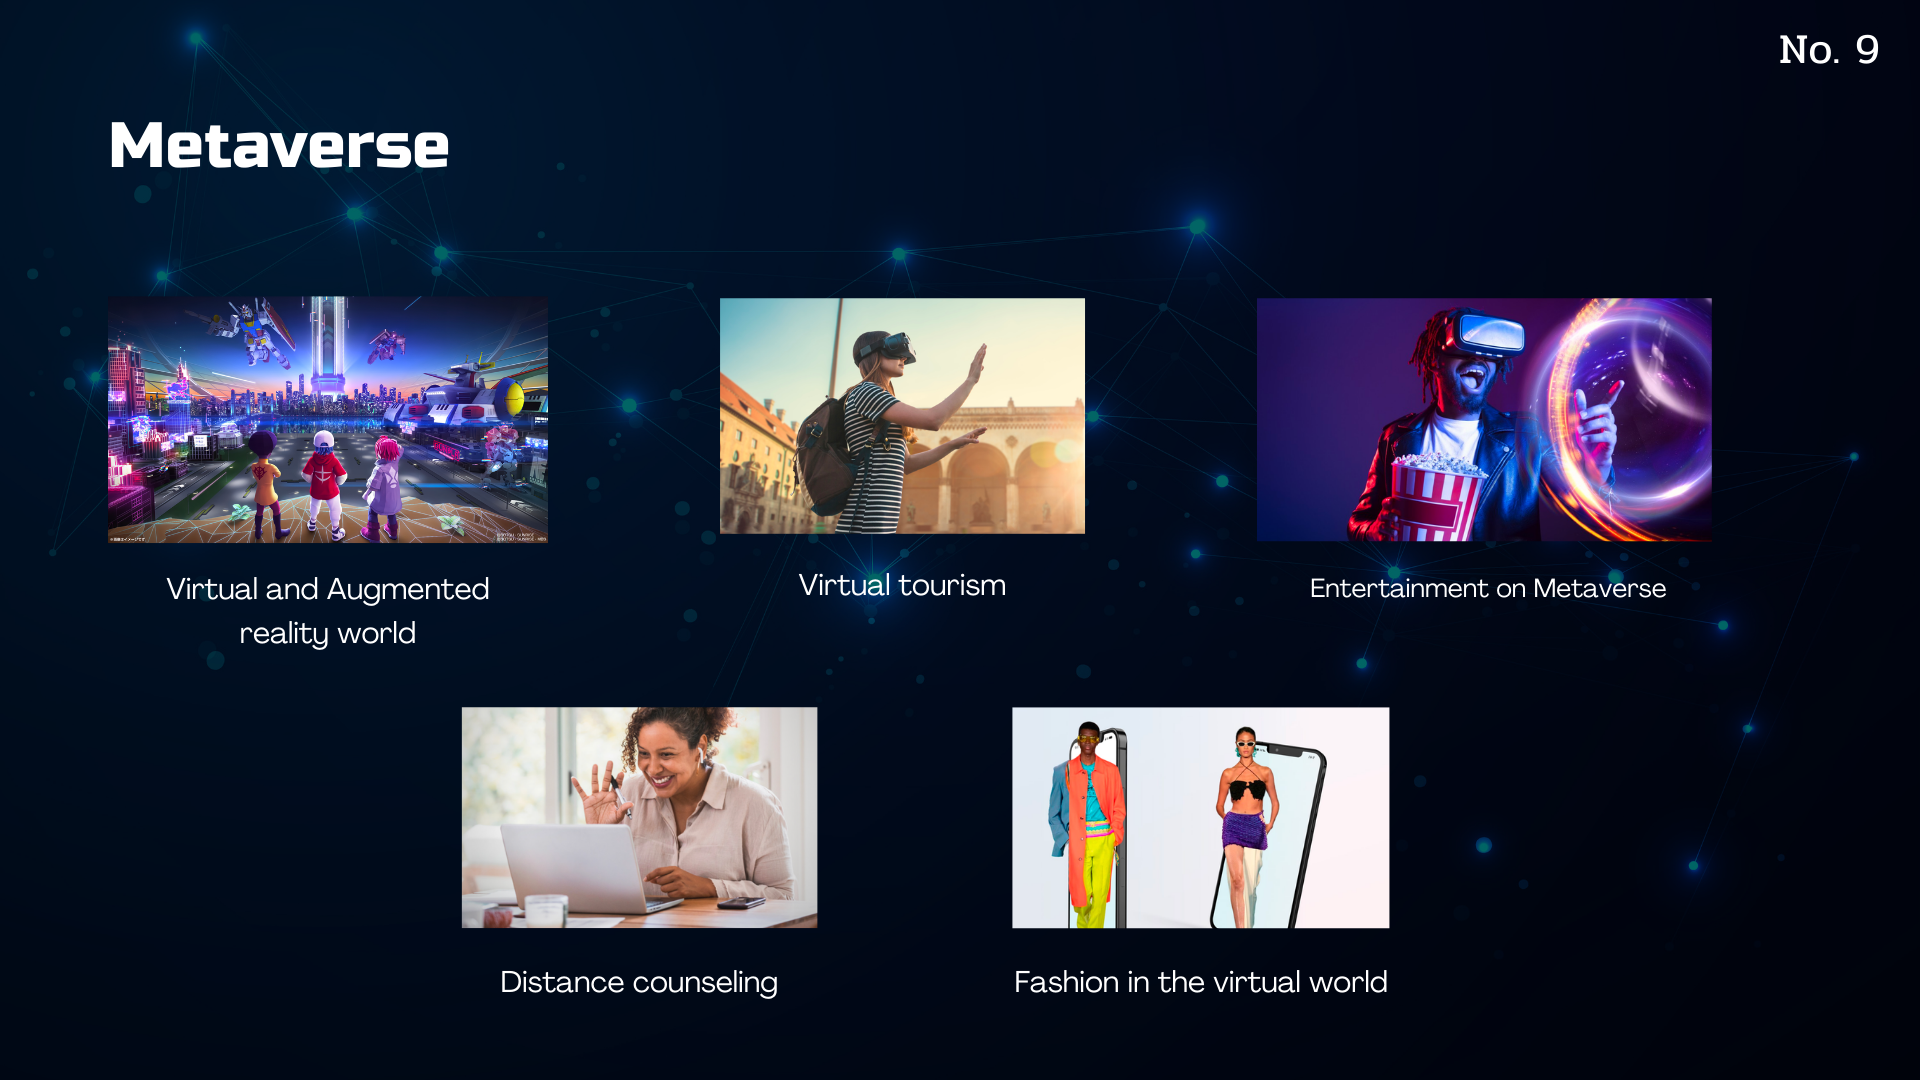 No. 9
Metaverse
Virtual and Augmented
reality world
Virtual tourism
Entertainment on Metaverse
Distance counseling
Fashion in the virtual world